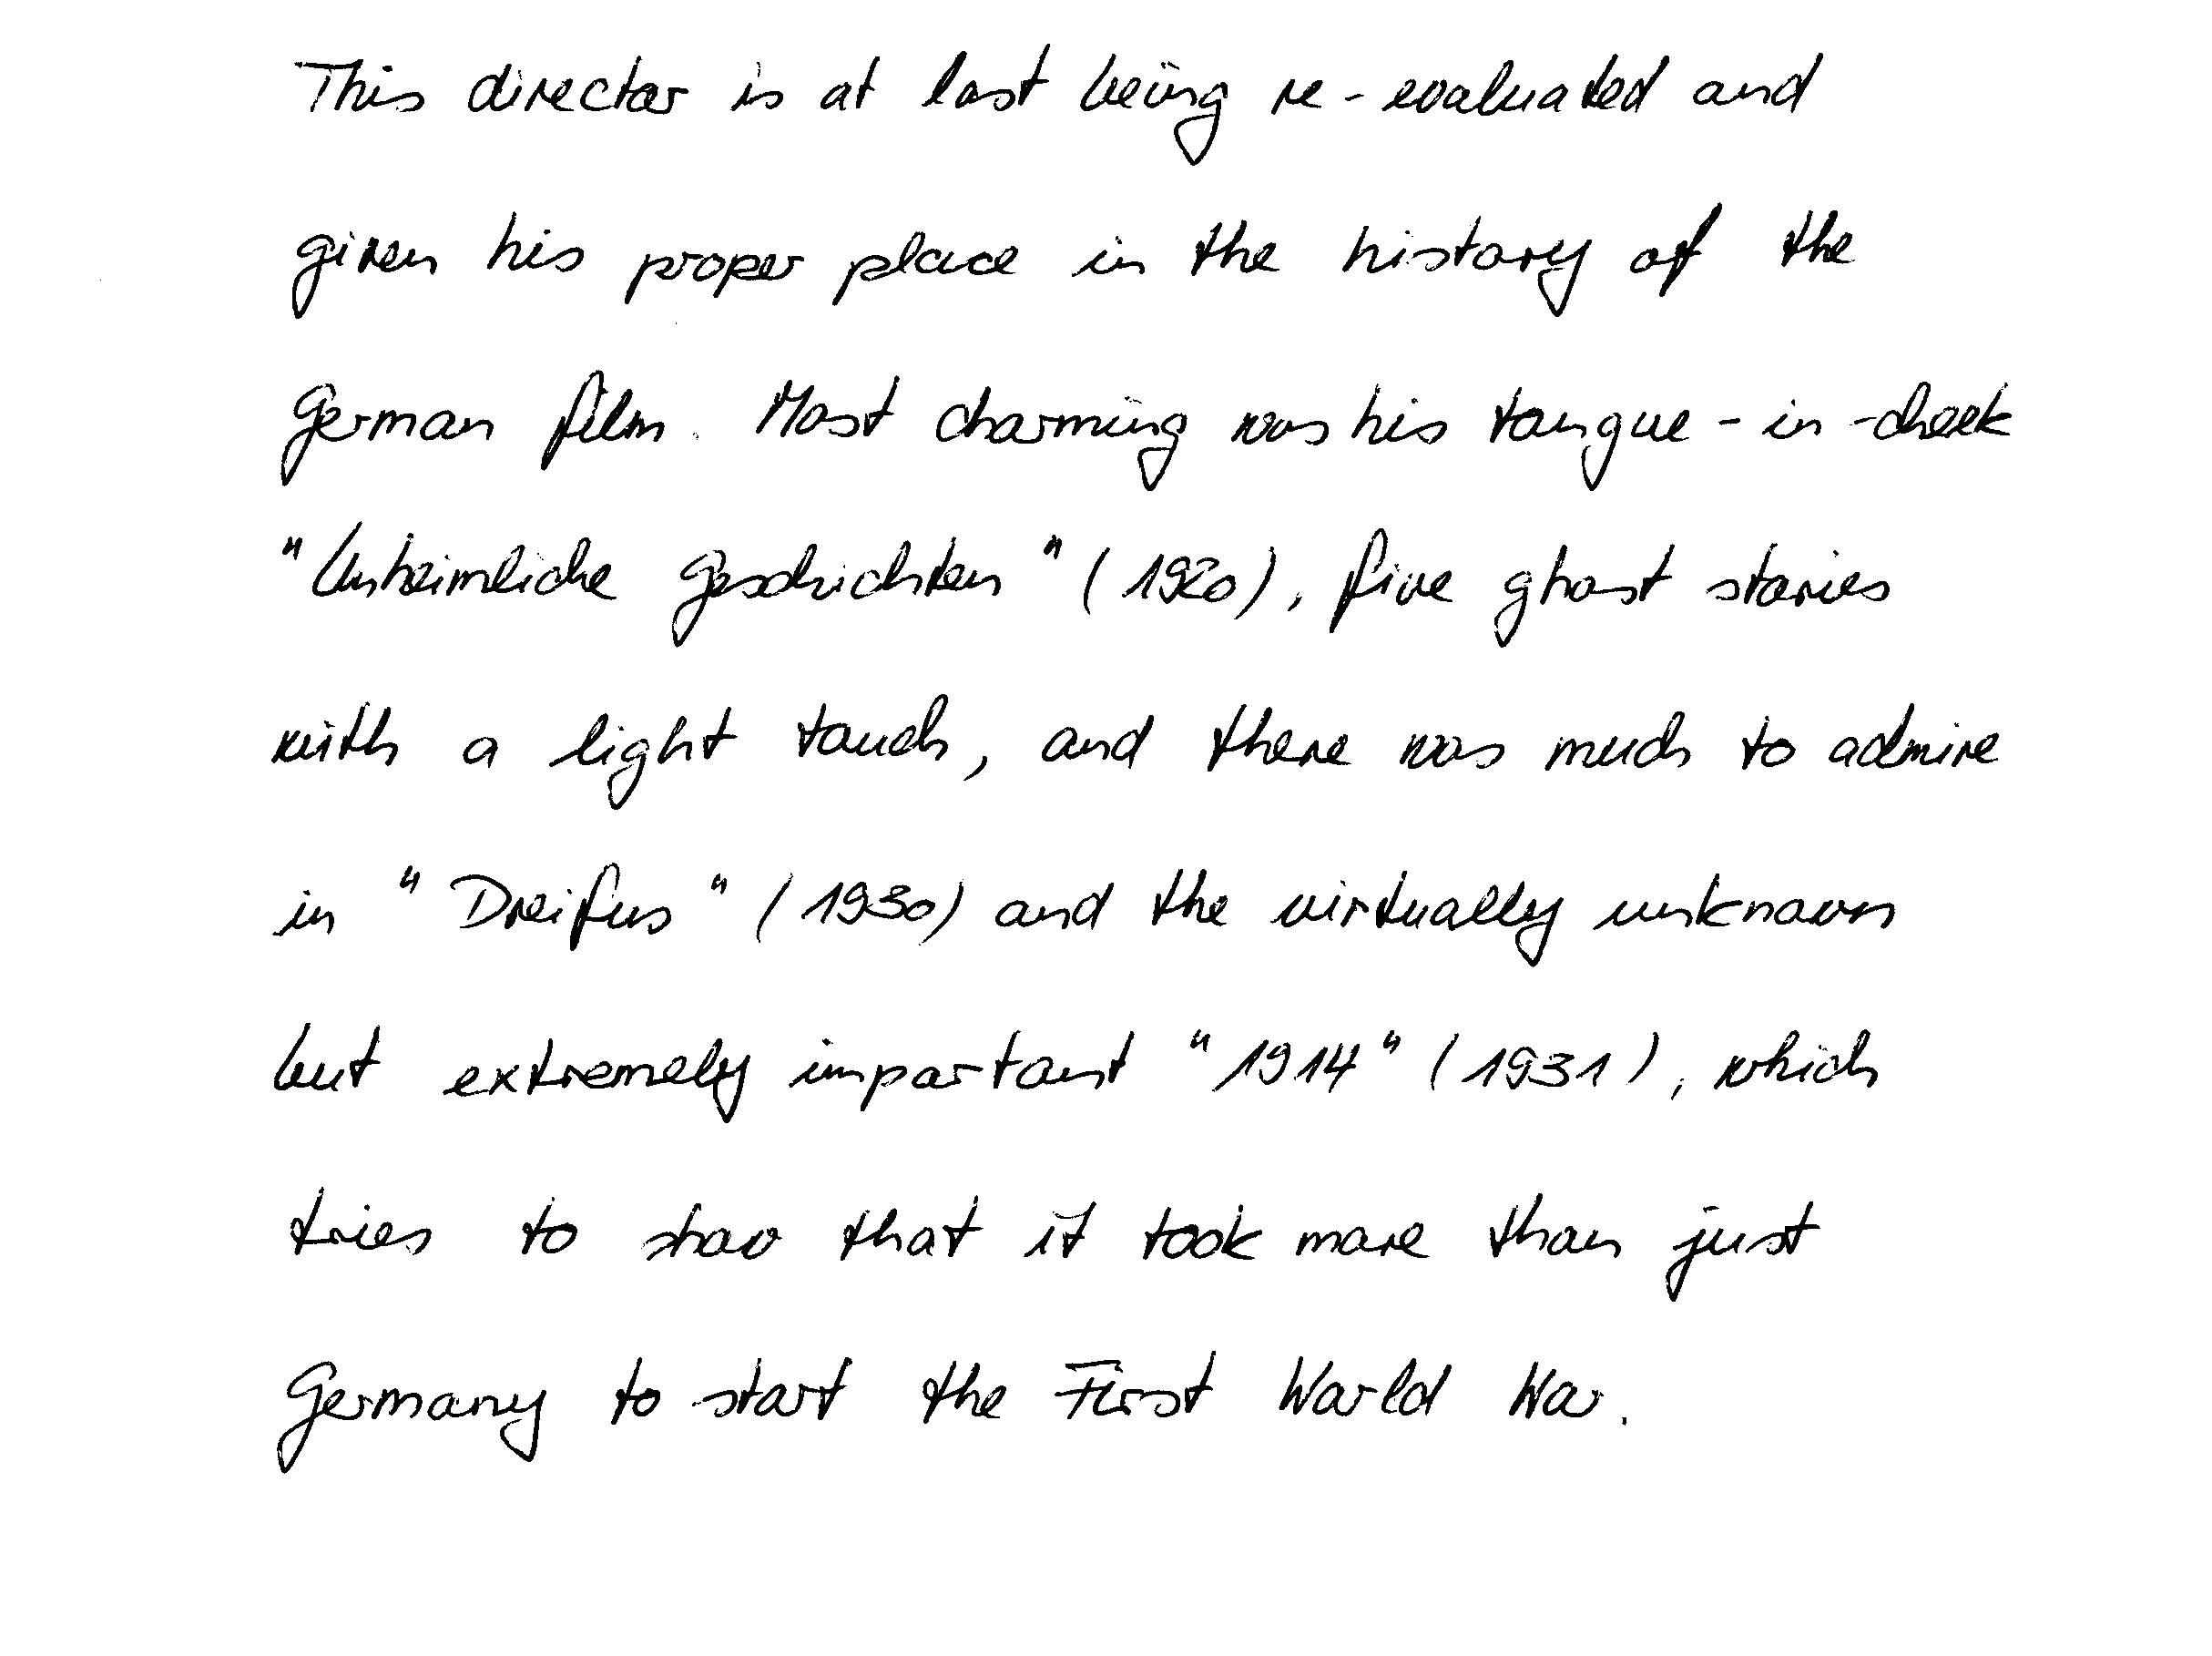 This director is at last being re-evaluated and
given his proper place in the history of the
German film. Most charming was his tongue-in-cheek
"Unheimliche Geschichten" (1920), five ghost stories
with a light touch, and there was much to admire
in "Dreifus" (1930) and the virtually unknown
but extremely important "1914" (1931), which
tries to show that it took more than just
Germany to start the First World War.